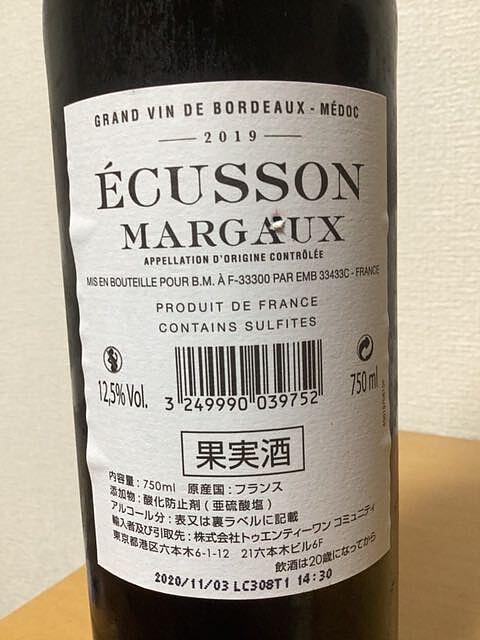 GRAND VIN DE BORDEAUX - MÉDOC
2019
ÉCUSSON
MARGAUX
APPELLATION D'ORIGINE CONTRÔLÉE
MIS EN BOUTEILLE POUR B.M. À F-33300 PAR EMB 33433C - FRANCE
PRODUIT DE FRANCE
CONTAINS SULFITES
12,5% Vol.
750 ml
3 249990 039752
果実酒
内容量:750ml 原産国:フランス
添加物:酸化防止剤(亜硫酸塩)
アルコール分:表又は裏ラベルに記載
輸入者及び引取先:株式会社トゥエンティーワン コミュニティ
東京都港区六本木6-1-12 21六本木ビル6F
飲酒は20歳になってから
2020/11/03 LC308T1 14:30